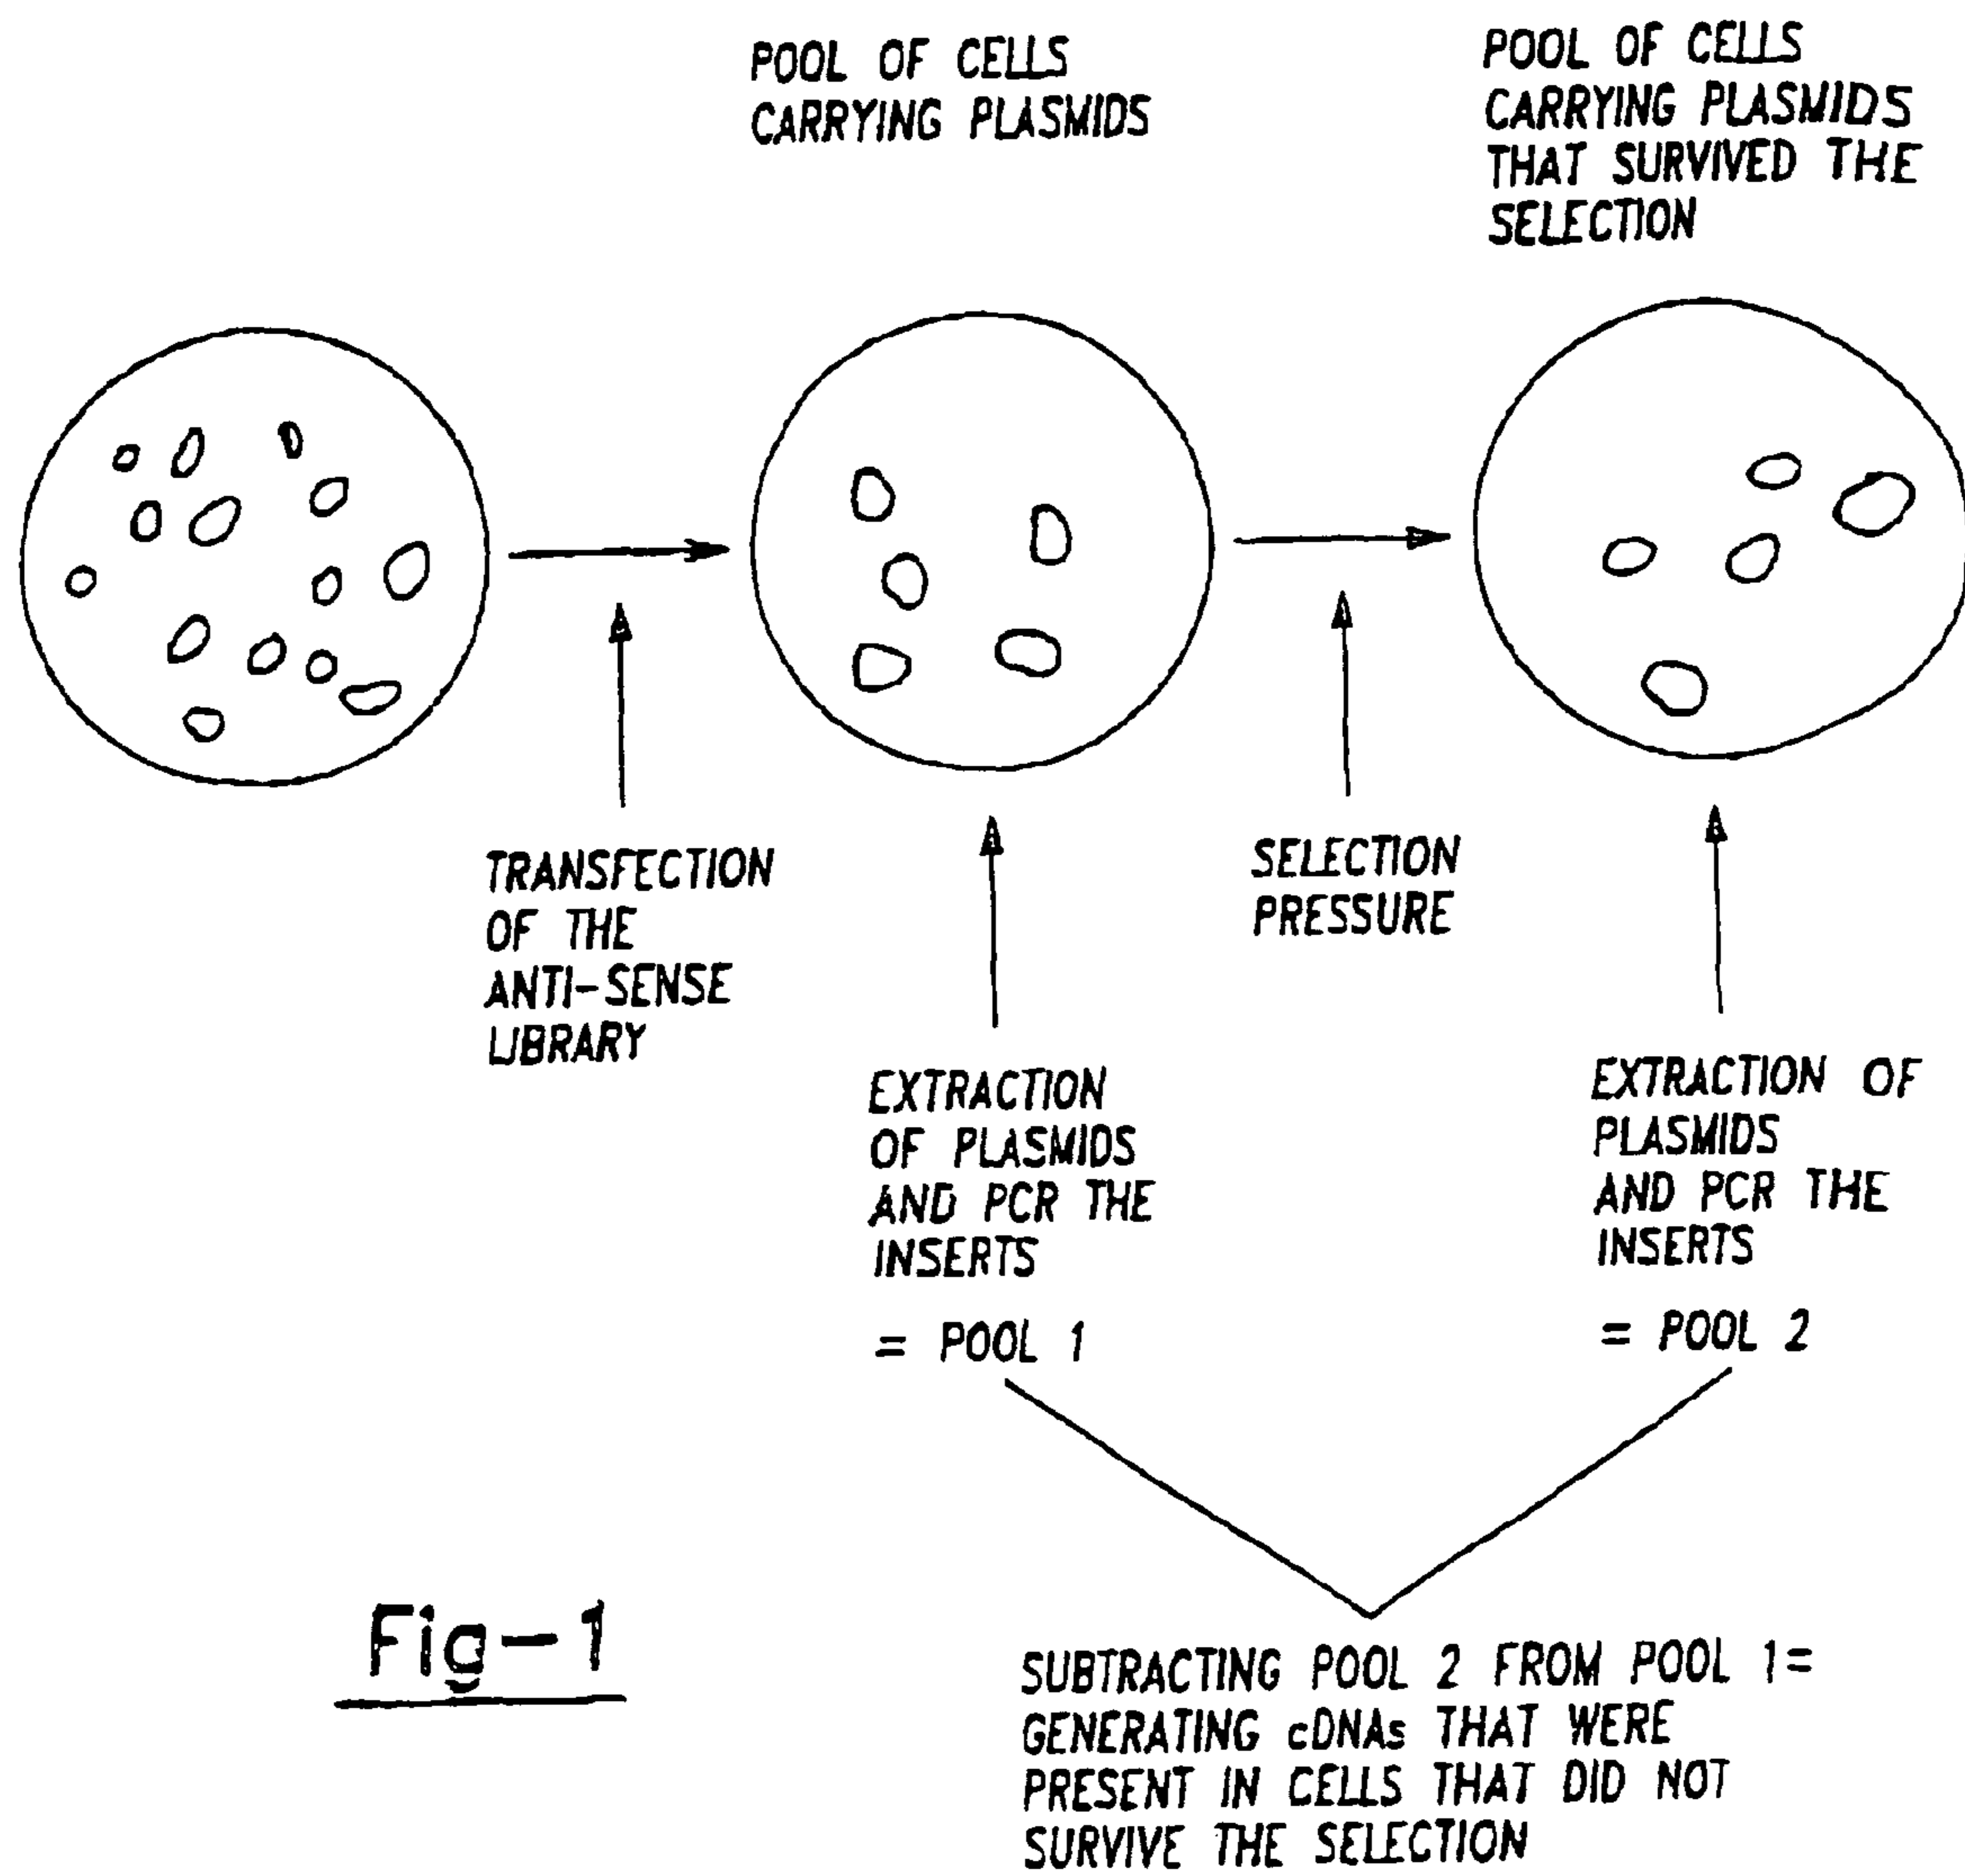 POOL OF CELLS
CARRYING PLASMIDS
POOL OF CELLS
CARRYING PLASMIDS
THAT SURVIVED THE
SELECTION
TRANSFECTION
OF THE
ANTI-SENSE
LIBRARY
EXTRACTION
OF PLASMIDS
AND PCR THE
INSERTS
= POOL 1
SELECTION
PRESSURE
EXTRACTION OF
PLASMIDS
AND PCR THE
INSERTS
= POOL 2
SUBTRACTING POOL 2 FROM POOL 1=
GENERATING cDNAs THAT WERE
PRESENT IN CELLS THAT DID NOT
SURVIVE THE SELECTION
Fig-1